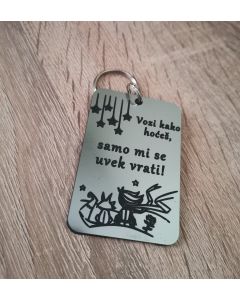 Vozi kako
hoćeš,
samo mi se
uvek vrati!